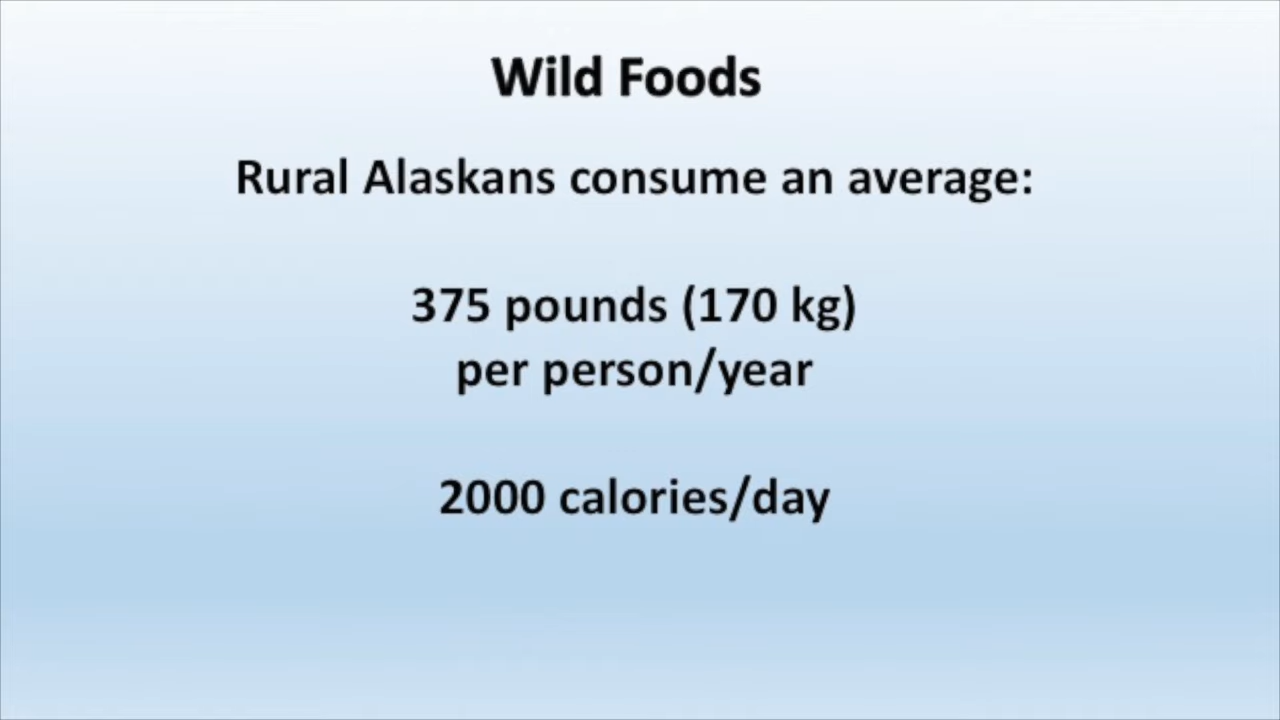 Wild Foods
Rural Alaskans consume an average:
375 pounds (170 kg)
per person/year
2000 calories/day